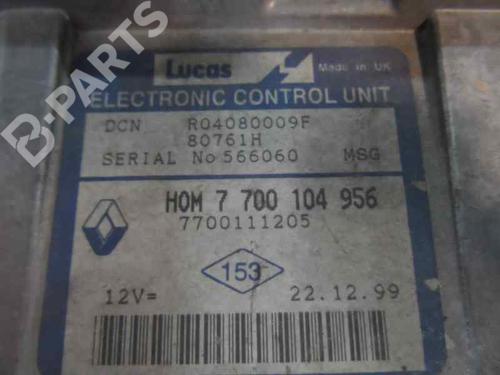 B-PARTS
Lucas
Made in UK
ELECTRONIC CONTROL UNIT
DCN R04080009F
80761H
SERIAL No 566060 MSG
HOM 7 700 104 956
7700111205
153
12V= 22.12.99
B-PARTS